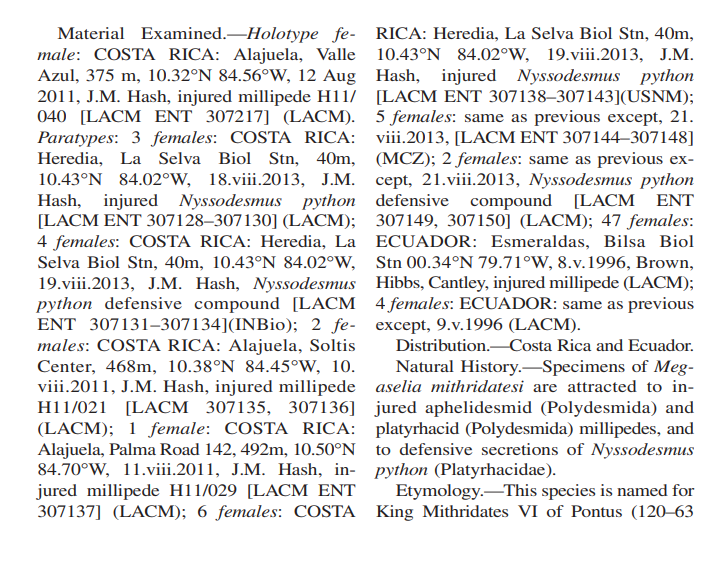 Material Examined.—Holotype fe-
male: COSTA RICA: Alajuela, Valle
Azul, 375 m, 10.32°N 84.56°W, 12 Aug
2011, J.M. Hash, injured millipede H11/
040 [LACM ENT 307217] (LACM).
Paratypes: 3 females: COSTA RICA:
Heredia, La Selva Biol Stn, 40m,
10.43°N 84.02°W, 18.viii.2013, J.M.
Hash, injured Nyssodesmus python
[LACM ENT 307128–307130] (LACM);
4 females: COSTA RICA: Heredia, La
Selva Biol Stn, 40m, 10.43°N 84.02°W,
19.viii.2013, J.M. Hash, Nyssodesmus
python defensive compound [LACM
ENT 307131–307134](INBio); 2 fe-
males: COSTA RICA: Alajuela, Soltis
Center, 468m, 10.38°N 84.45°W, 10.
viii.2011, J.M. Hash, injured millipede
H11/021 [LACM 307135, 307136]
(LACM); 1 female: COSTA RICA:
Alajuela, Palma Road 142, 492m, 10.50°N
84.70°W, 11.viii.2011, J.M. Hash, in-
jured millipede H11/029 [LACM ENT
307137] (LACM); 6 females: COSTA
RICA: Heredia, La Selva Biol Stn, 40m,
10.43°N 84.02°W, 19.viii.2013, J.M.
Hash, injured Nyssodesmus python
[LACM ENT 307138–307143](USNM);
5 females: same as previous except, 21.
viii.2013, [LACM ENT 307144–307148]
(MCZ); 2 females: same as previous ex-
cept, 21.viii.2013, Nyssodesmus python
defensive compound [LACM ENT
307149, 307150] (LACM); 47 females:
ECUADOR: Esmeraldas, Bilsa Biol
Stn 00.34°N 79.71°W, 8.v.1996, Brown,
Hibbs, Cantley, injured millipede (LACM);
4 females: ECUADOR: same as previous
except, 9.v.1996 (LACM).
Distribution.—Costa Rica and Ecuador.
Natural History.—Specimens of Meg-
aselia mithridatesi are attracted to in-
jured aphelidesmid (Polydesmida) and
platyrhacid (Polydesmida) millipedes, and
to defensive secretions of Nyssodesmus
python (Platyrhacidae).
Etymology.—This species is named for
King Mithridates VI of Pontus (120–63